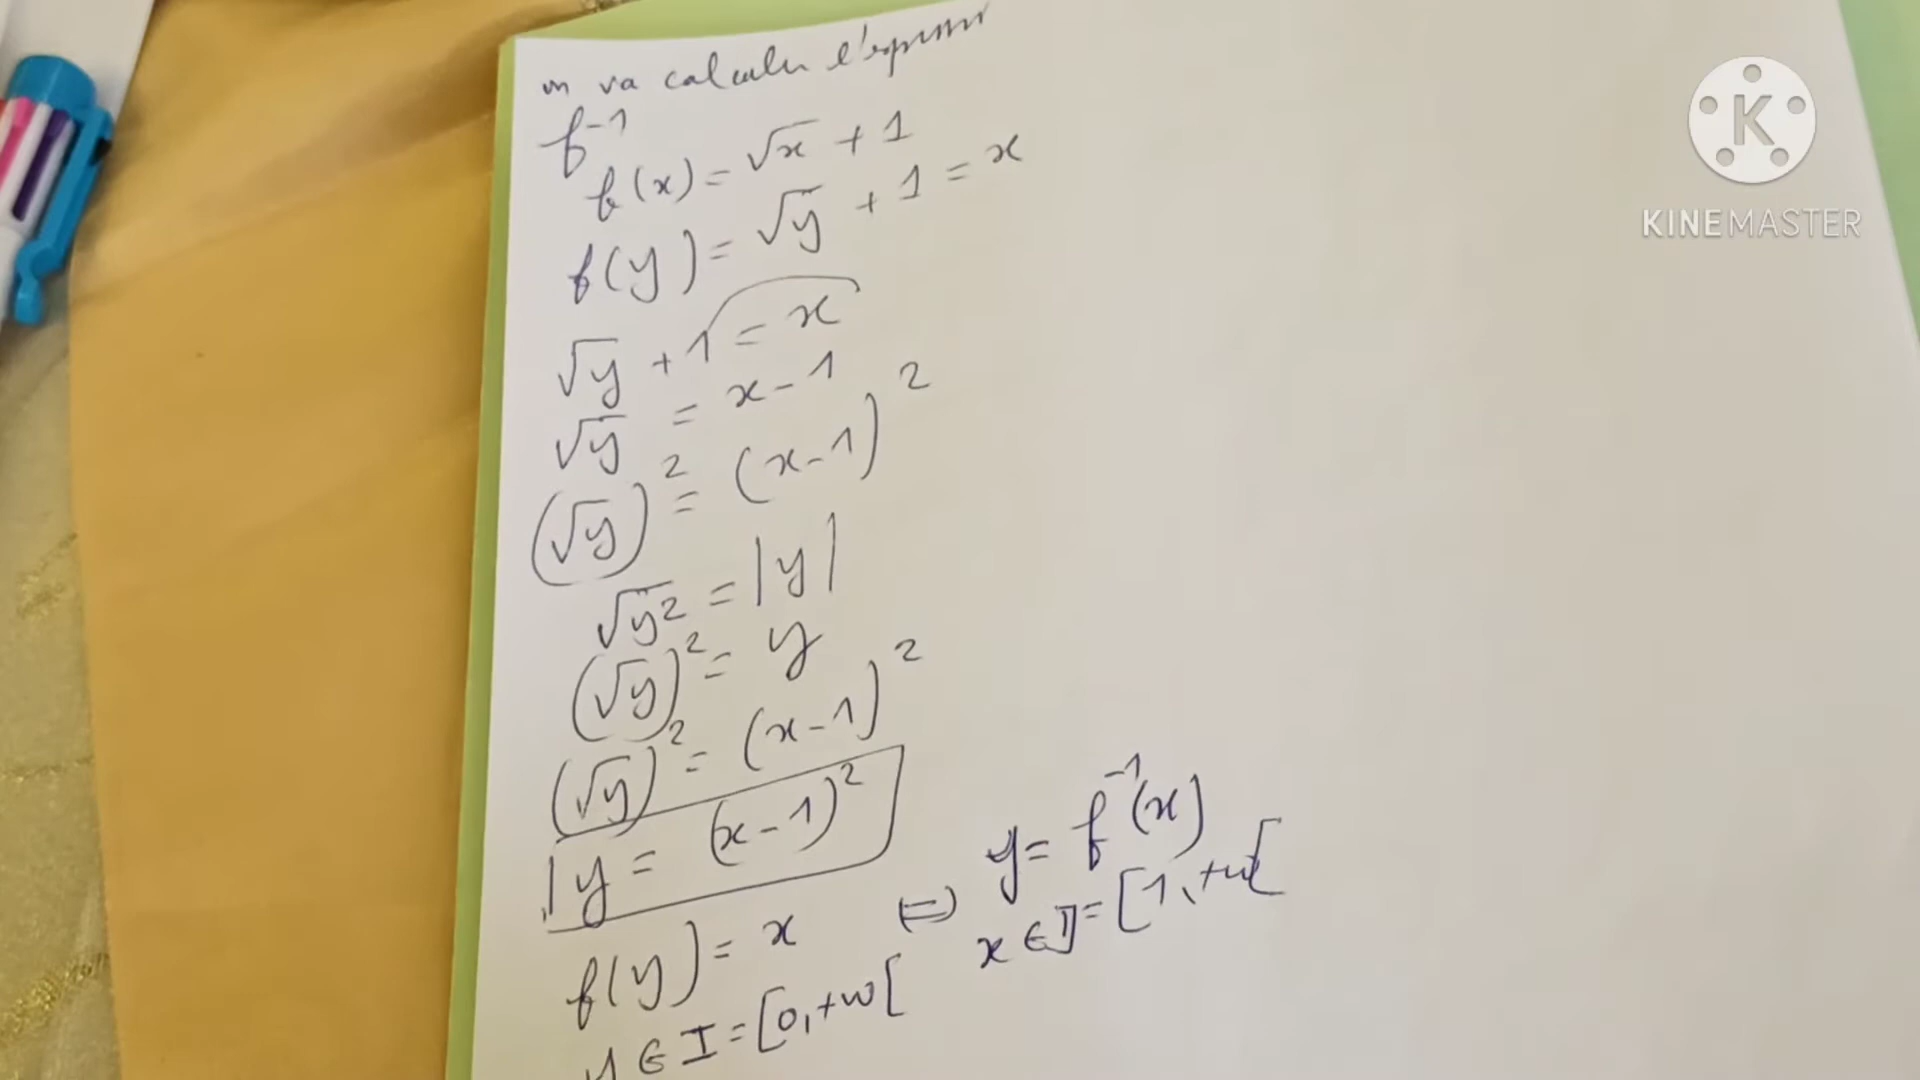 on va calculer l'expression
f⁻¹
f(x) = √x + 1
f(y) = √y + 1 = x
√y + 1 = x
√y = x - 1
(√y)² = (x-1)²
√y² = |y|
(√y)² = y
(√y)² = (x-1)²
y = (x-1)²
f(y) = x ⇔ y = f⁻¹(x)
y ∈ I = [0,+∞[ x ∈ J = [1,+∞[
K
KINEMASTER